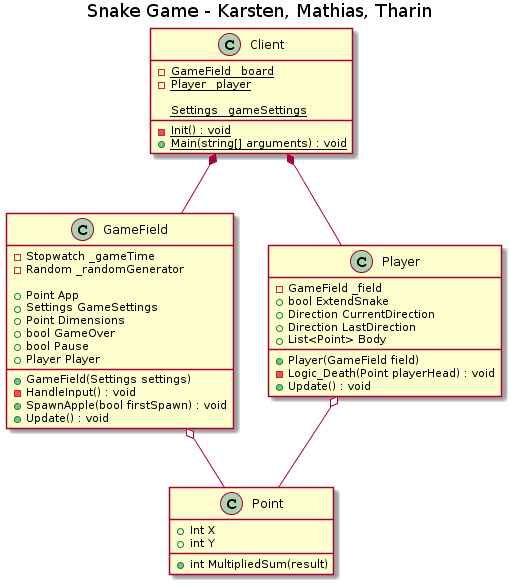 Snake Game - Karsten, Mathias, Tharin
C Client
GameField _board
Player _player
Settings _gameSettings
Init() : void
Main(string[] arguments) : void
C GameField
Stopwatch _gameTime
Random _randomGenerator
Point App
Settings GameSettings
Point Dimensions
bool GameOver
bool Pause
Player Player
GameField(Settings settings)
HandleInput() : void
SpawnApple(bool firstSpawn) : void
Update() : void
C Player
GameField _field
bool ExtendSnake
Direction CurrentDirection
Direction LastDirection
List<Point> Body
Player(GameField field)
Logic_Death(Point playerHead) : void
Update() : void
C Point
Int X
int Y
int MultipliedSum(result)